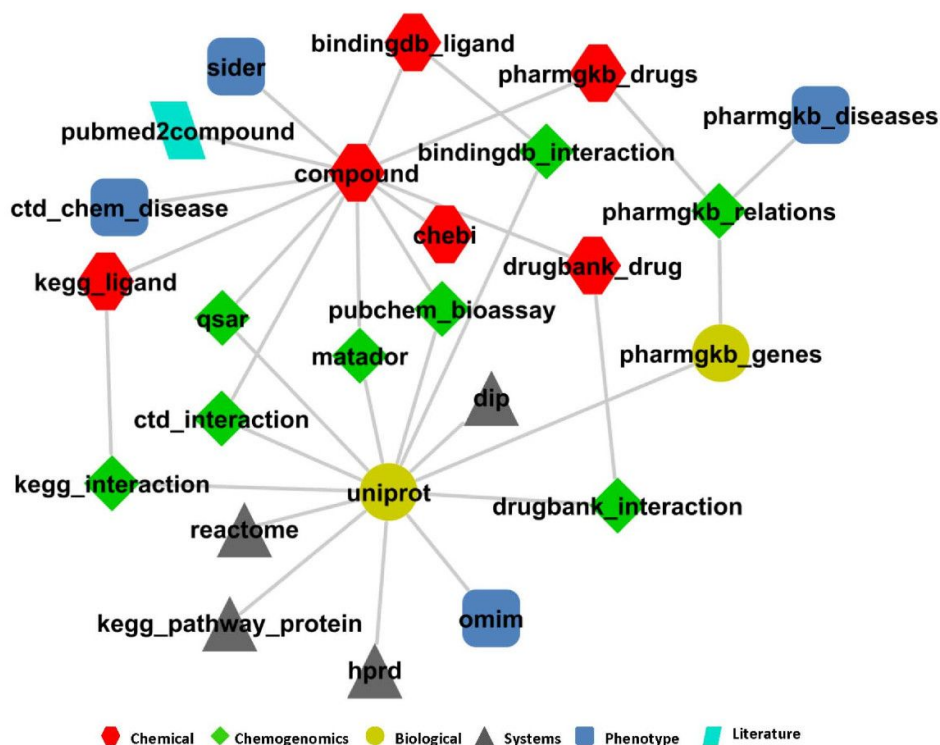 bindingdb_ligand
sider
pharmgkb_drugs
pharmgkb_diseases
pubmed2compound
bindingdb_interaction
compound
ctd_chem_disease
pharmgkb_relations
chebi
drugbank_drug
kegg_ligand
pubchem_bioassay
qsar
matador
pharmgkb_genes
dip
ctd_interaction
kegg_interaction
uniprot
drugbank_interaction
reactome
kegg_pathway_protein
omim
hprd
Chemical Chemogenomics Biological Systems Phenotype Literature